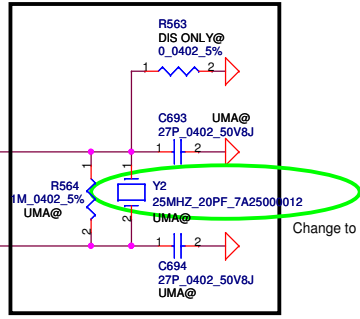 R563
DIS ONLY@
0_0402_5%
1 2
C693 UMA@
27P_0402_50V8J
1 2
R564
1M_0402_5%
UMA@
1
2
1
2
Y2
25MHZ_20PF_7A25000012
UMA@
Change to
1 2
C694
27P_0402_50V8J
UMA@